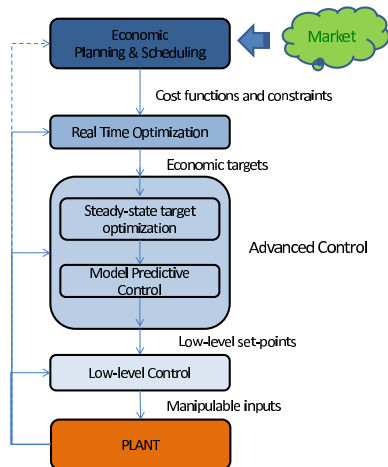 Economic
Planning & Scheduling
Market
Cost functions and constraints
Real Time Optimization
Economic targets
Steady-state target
optimization
Advanced Control
Model Predictive
Control
Low-level set-points
Low-level Control
Manipulable inputs
PLANT